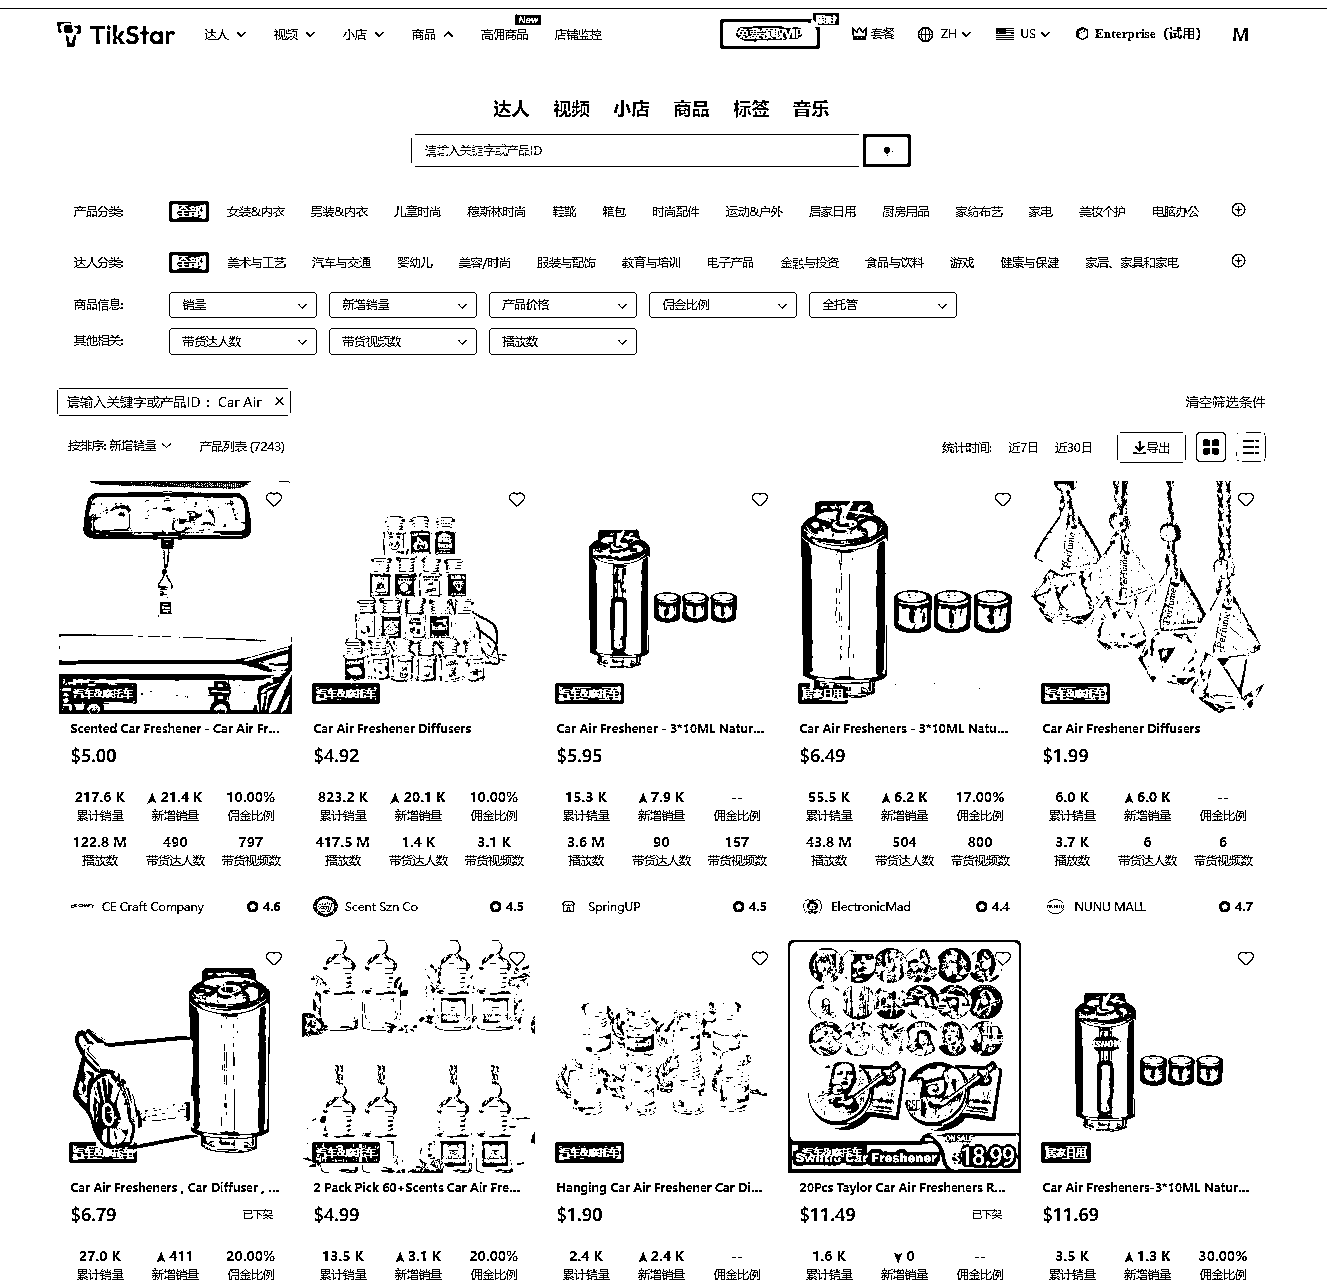 TikStar 达人 视频 小店 商品 高佣商品 New 店铺监控 免费领取VIP 套餐 ZH US Enterprise (试用) M
达人 视频 小店 商品 标签 音乐
请输入关键字或产品ID
产品分类: 全部 女装&内衣 男装&内衣 儿童时尚 穆斯林时尚 鞋靴 箱包 时尚配件 运动&户外 居家日用 厨房用品 家纺布艺 家电 美妆个护 电脑办公
达人分类: 全部 美术与工艺 汽车与交通 婴幼儿 美容/时尚 服装与配饰 教育与培训 电子产品 金融与投资 食品与饮料 游戏 健康与保健 家居、家具和家电
商品信息: 销量 新增销量 产品价格 佣金比例 全托管
其他相关: 带货达人数 带货视频数 播放数
请输入关键字或产品ID : Car Air × 清空筛选条件
按排序: 新增销量 产品列表 (7243) 统计时间: 近7日 近30日 导出
Perfume Perfume Perfume Perfume
汽车&摩托车 汽车&摩托车 汽车&摩托车 居家日用 汽车&摩托车
Scented Car Freshener - Car Air Fr... Car Air Freshener Diffusers Car Air Freshener - 3*10ML Natur... Car Air Fresheners - 3*10ML Natu... Car Air Freshener Diffusers
$5.00 $4.92 $5.95 $6.49 $1.99
217.6 K 21.4 K 10.00% 823.2 K 20.1 K 10.00% 15.3 K 7.9 K -- 55.5 K 6.2 K 17.00% 6.0 K 6.0 K --
累计销量 新增销量 佣金比例 累计销量 新增销量 佣金比例 累计销量 新增销量 佣金比例 累计销量 新增销量 佣金比例 累计销量 新增销量 佣金比例
122.8 M 490 797 417.5 M 1.4 K 3.1 K 3.6 M 90 157 43.8 M 504 800 3.7 K 6 6
播放数 带货达人数 带货视频数 播放数 带货达人数 带货视频数 播放数 带货达人数 带货视频数 播放数 带货达人数 带货视频数 播放数 带货达人数 带货视频数
CE Craft Company 4.6 Scent Szn Co 4.5 SpringUP 4.5 ElectronicMad 4.4 NUNU MALL 4.7
ON SALE
汽车&摩托车 汽车&摩托车 汽车&摩托车 汽车&摩托车 Car Freshener $18.99 居家日用
Car Air Fresheners , Car Diffuser , ... 2 Pack Pick 60+Scents Car Air Fre... Hanging Car Air Freshener Car Di... 20Pcs Taylor Car Air Fresheners R... Car Air Fresheners-3*10ML Natur...
$6.79 已下架 $4.99 $1.90 $11.49 已下架 $11.69
27.0 K 411 20.00% 13.5 K 3.1 K 20.00% 2.4 K 2.4 K -- 1.6 K 0 -- 3.5 K 1.3 K 30.00%
累计销量 新增销量 佣金比例 累计销量 新增销量 佣金比例 累计销量 新增销量 佣金比例 累计销量 新增销量 佣金比例 累计销量 新增销量 佣金比例